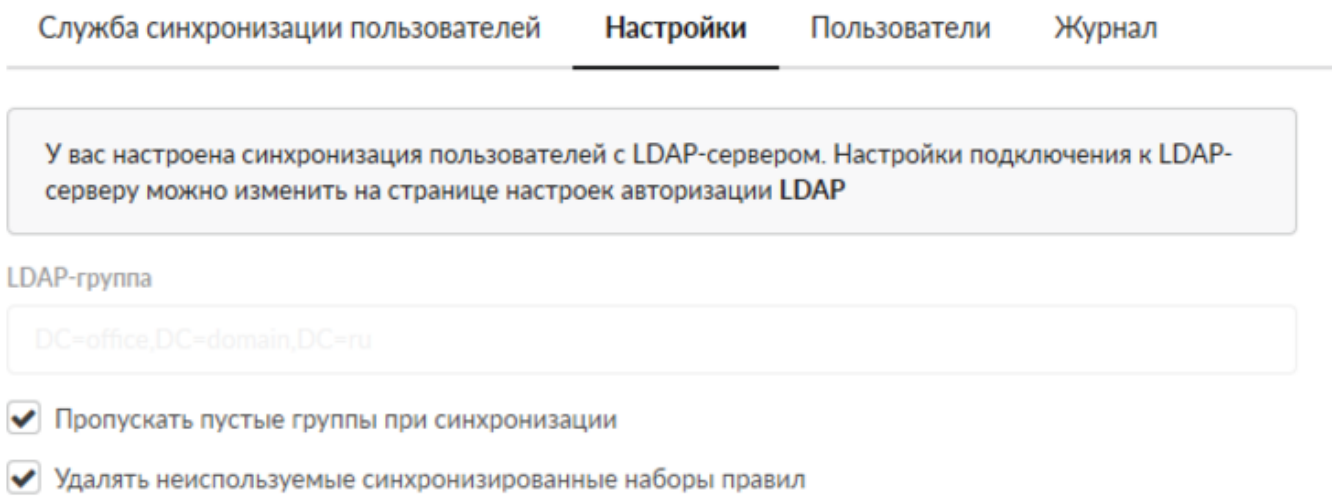 Служба синхронизации пользователей Настройки Пользователи Журнал
У вас настроена синхронизация пользователей с LDAP-сервером. Настройки подключения к LDAP-
серверу можно изменить на странице настроек авторизации LDAP
LDAP-группа
DC=office,DC=domain,DC=ru
Пропускать пустые группы при синхронизации
Удалять неиспользуемые синхронизированные наборы правил